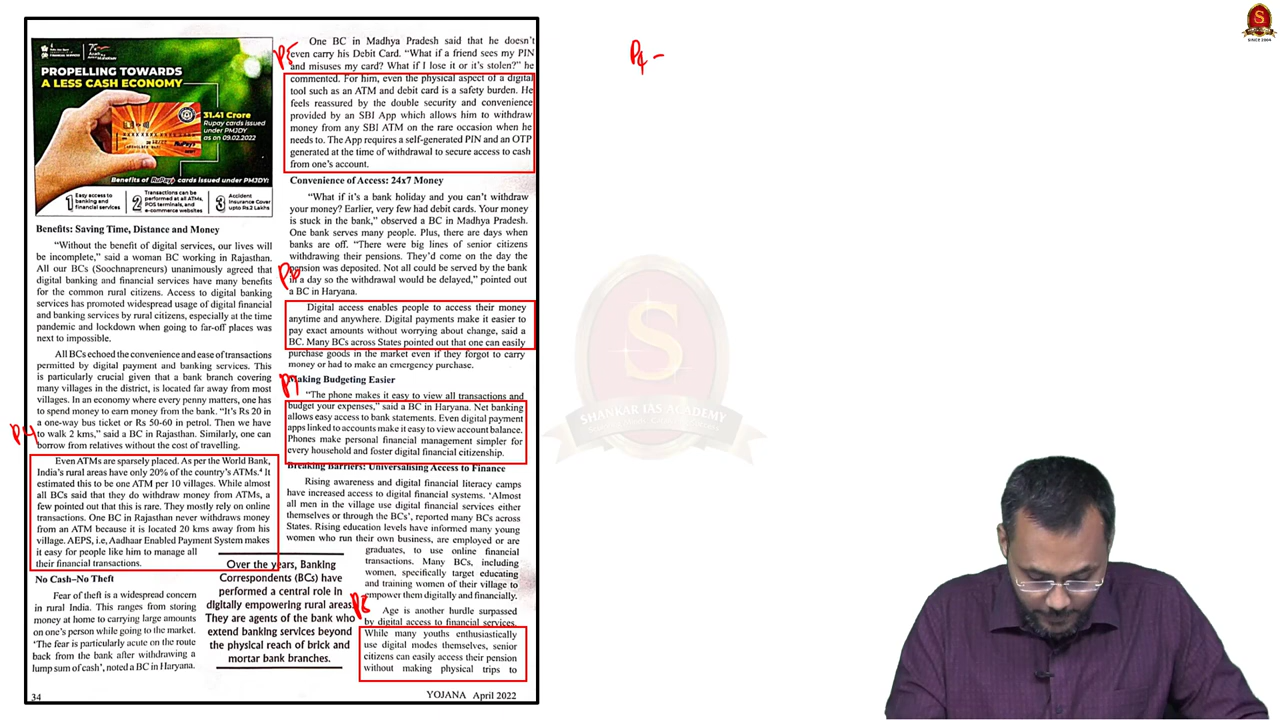 PROPELLING TOWARDS
A LESS CASH ECONOMY
31.41 Crore
Rupay cards issued
under PMJDY
as on 09.02.2022
RuPay
Benefits of RuPay cards issued under PMJDY:
1 Easy access to
banking and
financial services
2 Transactions can be
performed at all ATMs,
POS terminals, and
e-commerce websites
3 Accident
Insurance Cover
upto Rs.2 Lakhs
Benefits: Saving Time, Distance and Money
"Without the benefit of digital services, our lives will
be incomplete," said a woman BC working in Rajasthan.
All our BCs (Soochnapreneurs) unanimously agreed that
digital banking and financial services have many benefits
for the common rural citizens. Access to digital banking
services has promoted widespread usage of digital financial
and banking services by rural citizens, especially at the time
pandemic and lockdown when going to far-off places was
next to impossible.
All BCs echoed the convenience and ease of transactions
permitted by digital payment and banking services. This
is particularly crucial given that a bank branch covering
many villages in the district, is located far away from most
villages. In an economy where every penny matters, one has
to spend money to earn money from the bank. "It's Rs 20 in
a one-way bus ticket or Rs 50-60 in petrol. Then we have
to walk 2 kms," said a BC in Rajasthan. Similarly, one can
borrow from relatives without the cost of travelling.
P4
Even ATMs are sparsely placed. As per the World Bank,
India's rural areas have only 20% of the country's ATMs.⁴ It
estimated this to be one ATM per 10 villages. While almost
all BCs said that they do withdraw money from ATMs, a
few pointed out that this is rare. They mostly rely on online
transactions. One BC in Rajasthan never withdraws money
from an ATM because it is located 20 kms away from his
village. AEPS, i.e, Aadhaar Enabled Payment System makes
it easy for people like him to manage all
their financial transactions.
No Cash–No Theft
Fear of theft is a widespread concern
in rural India. This ranges from storing
money at home to carrying large amounts
on one's person while going to the market.
'The fear is particularly acute on the route
back from the bank after withdrawing a
lump sum of cash', noted a BC in Haryana.
Over the years, Banking
Correspondents (BCs) have
performed a central role in
digitally empowering rural areas.
They are agents of the bank who
extend banking services beyond
the physical reach of brick and
mortar bank branches.
P5
One BC in Madhya Pradesh said that he doesn't
even carry his Debit Card. "What if a friend sees my PIN
and misuses my card? What if I lose it or it's stolen?" he
commented. For him, even the physical aspect of a digital
tool such as an ATM and debit card is a safety burden. He
feels reassured by the double security and convenience
provided by an SBI App which allows him to withdraw
money from any SBI ATM on the rare occasion when he
needs to. The App requires a self-generated PIN and an OTP
generated at the time of withdrawal to secure access to cash
from one's account.
Convenience of Access: 24x7 Money
"What if it's a bank holiday and you can't withdraw
your money? Earlier, very few had debit cards. Your money
is stuck in the bank," observed a BC in Madhya Pradesh.
One bank serves many people. Plus, there are days when
banks are off. "There were big lines of senior citizens
withdrawing their pensions. They'd come on the day the
pension was deposited. Not all could be served by the bank
in a day so the withdrawal would be delayed," pointed out
a BC in Haryana.
Digital access enables people to access their money
anytime and anywhere. Digital payments make it easier to
pay exact amounts without worrying about change, said a
BC. Many BCs across States pointed out that one can easily
purchase goods in the market even if they forgot to carry
money or had to make an emergency purchase.
P7
Making Budgeting Easier
"The phone makes it easy to view all transactions and
budget your expenses," said a BC in Haryana. Net banking
allows easy access to bank statements. Even digital payment
apps linked to accounts make it easy to view account balance.
Phones make personal financial management simpler for
every household and foster digital financial citizenship.
Breaking Barriers: Universalising Access to Finance
Rising awareness and digital financial literacy camps
have increased access to digital financial systems. 'Almost
all men in the village use digital financial services either
themselves or through the BCs', reported many BCs across
States. Rising education levels have informed many young
women who run their own business, are employed or are
graduates, to use online financial
transactions. Many BCs, including
women, specifically target educating
and training women of their village to
empower them digitally and financially.
Age is another hurdle surpassed
by digital access to financial services.
While many youths enthusiastically
use digital modes themselves, senior
citizens can easily access their pension
without making physical trips to
34
YOJANA April 2022
P4 -
S
SHANKAR IAS ACADEMY
S
SINCE 2004